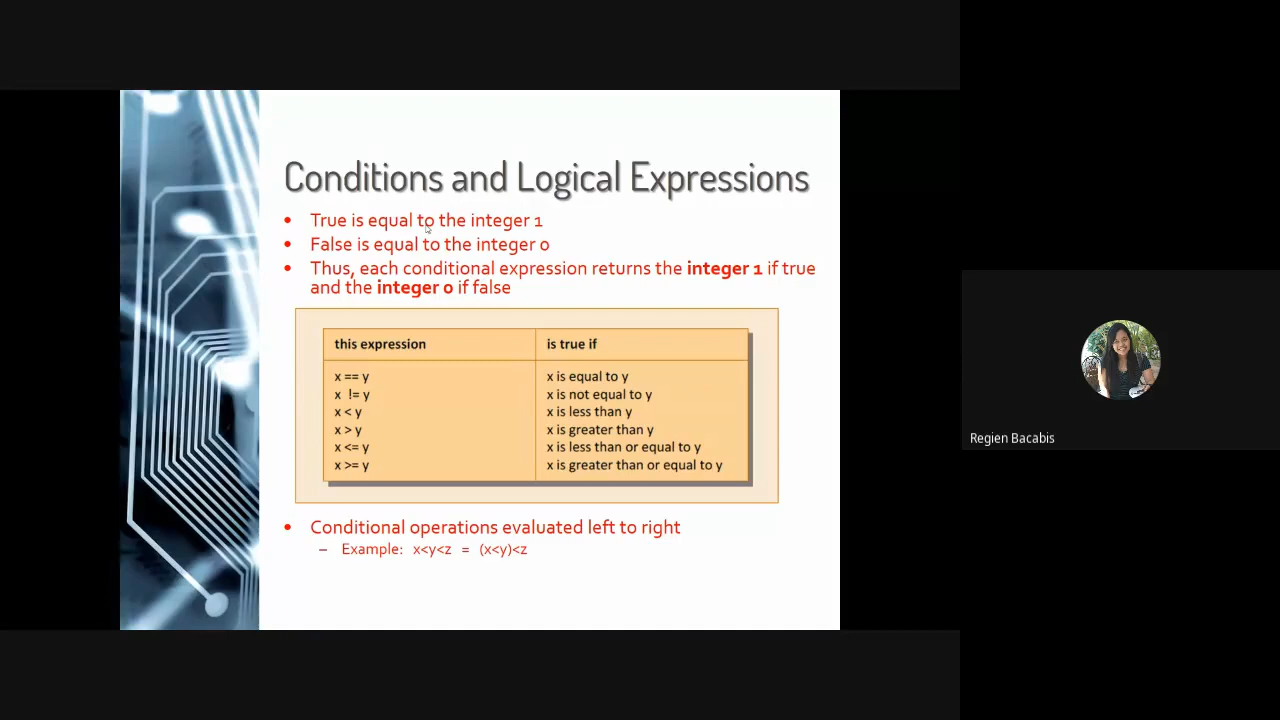 Conditions and Logical Expressions
• True is equal to the integer 1
• False is equal to the integer 0
• Thus, each conditional expression returns the integer 1 if true
and the integer 0 if false
this expression is true if
x == y x is equal to y
x != y x is not equal to y
x < y x is less than y
x > y x is greater than y
x <= y x is less than or equal to y
x >= y x is greater than or equal to y
• Conditional operations evaluated left to right
– Example: x<y<z = (x<y)<z
Regien Bacabis